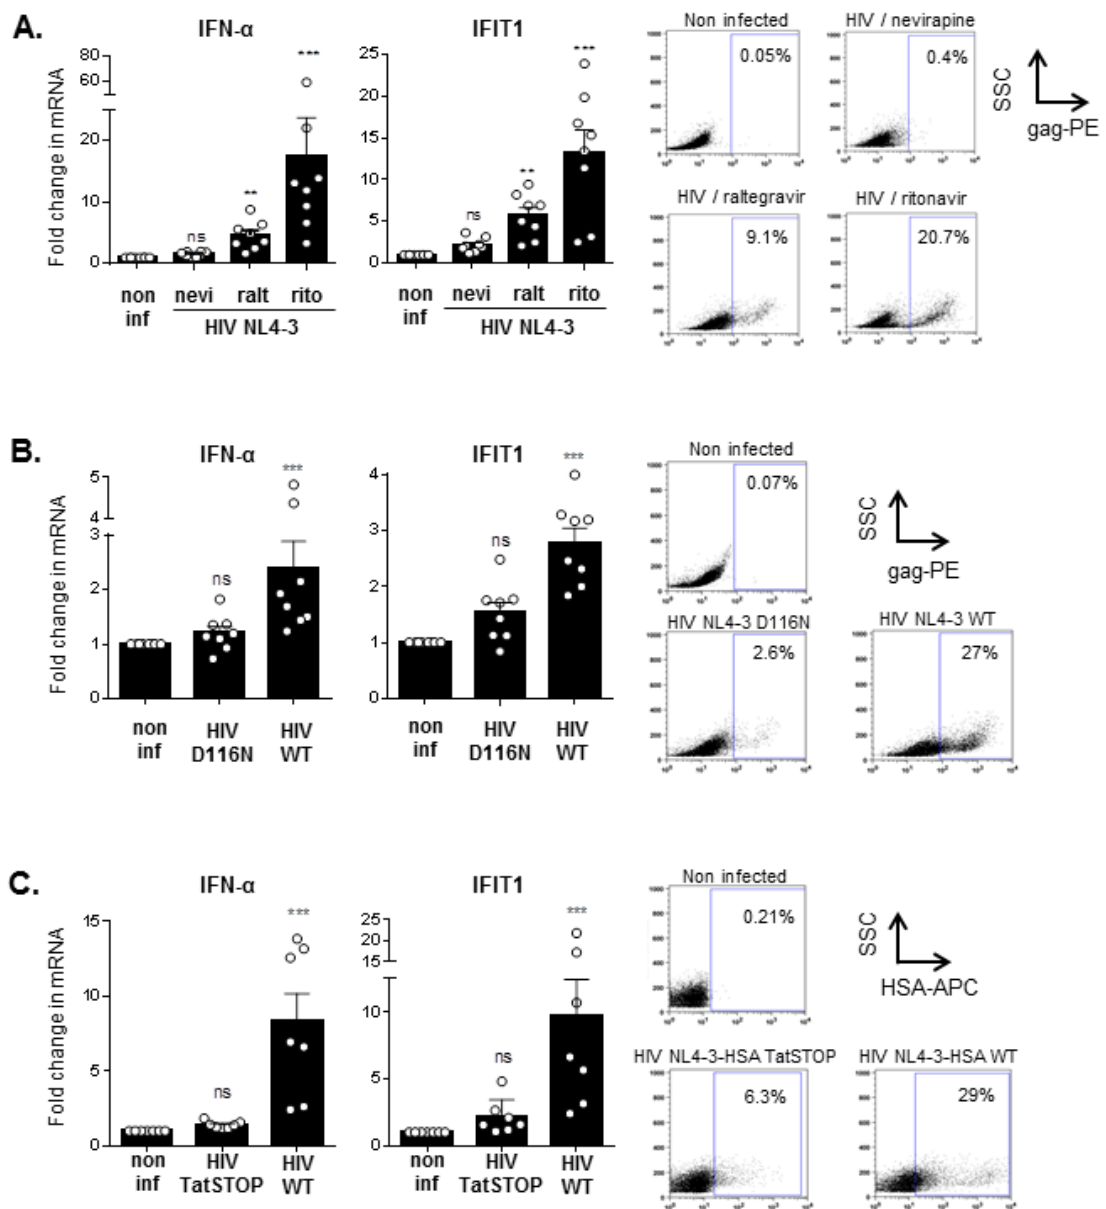 A.
IFN-α
IFIT1
Fold change in mRNA
80
60
20
10
0
***
**
ns
non inf
nevi
ralt
rito
HIV NL4-3
25
20
15
10
5
0
***
**
ns
non inf
nevi
ralt
rito
HIV NL4-3
Non infected
0.05%
HIV / nevirapine
0.4%
SSC
gag-PE
HIV / raltegravir
9.1%
HIV / ritonavir
20.7%
B.
IFN-α
IFIT1
Fold change in mRNA
5
4
3
2
1
0
***
ns
non inf
HIV D116N
HIV WT
4
3
2
1
0
***
ns
non inf
HIV D116N
HIV WT
Non infected
0.07%
SSC
gag-PE
HIV NL4-3 D116N
2.6%
HIV NL4-3 WT
27%
C.
IFN-α
IFIT1
Fold change in mRNA
15
10
5
0
***
ns
non inf
HIV TatSTOP
HIV WT
25
20
15
10
5
0
***
ns
non inf
HIV TatSTOP
HIV WT
Non infected
0.21%
SSC
HSA-APC
HIV NL4-3-HSA TatSTOP
6.3%
HIV NL4-3-HSA WT
29%